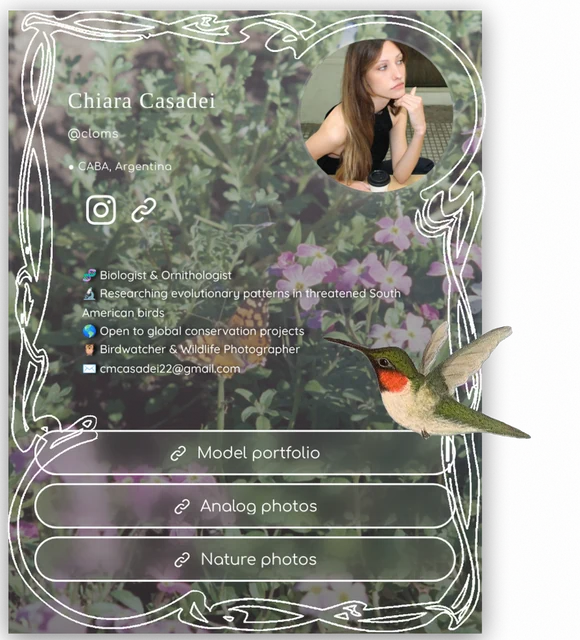 Chiara Casadei
@cloms
• CABA, Argentina
🧬 Biologist & Ornithologist
🔬 Researching evolutionary patterns in threatened South
American birds
🌎 Open to global conservation projects
🦉 Birdwatcher & Wildlife Photographer
✉️ cmcasadei22@gmail.com
Model portfolio
Analog photos
Nature photos